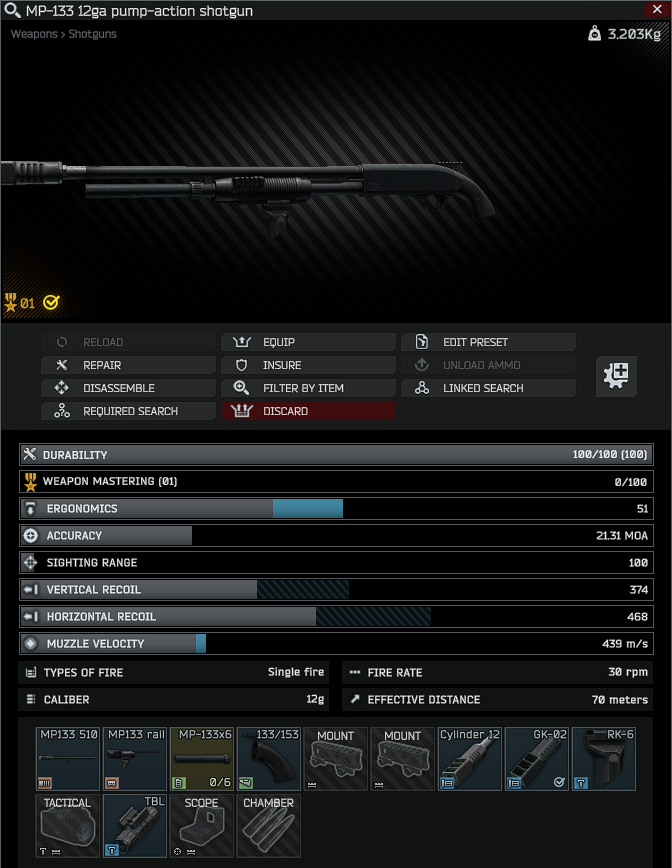 MP-133 12ga pump-action shotgun
Weapons > Shotguns
3.203Kg
01
RELOAD
EQUIP
EDIT PRESET
REPAIR
INSURE
UNLOAD AMMO
DISASSEMBLE
FILTER BY ITEM
LINKED SEARCH
REQUIRED SEARCH
DISCARD
DURABILITY 100/100 (100)
WEAPON MASTERING (01) 0/100
ERGONOMICS 51
ACCURACY 21.31 MOA
SIGHTING RANGE 100
VERTICAL RECOIL 374
HORIZONTAL RECOIL 468
MUZZLE VELOCITY 439 m/s
TYPES OF FIRE Single fire
FIRE RATE 30 rpm
CALIBER 12g
EFFECTIVE DISTANCE 70 meters
MP133 510
MP133 rail
MP-133x6
0/6
133/153
MOUNT
MOUNT
Cylinder 12
GK-02
RK-6
TACTICAL
TBL
SCOPE
CHAMBER